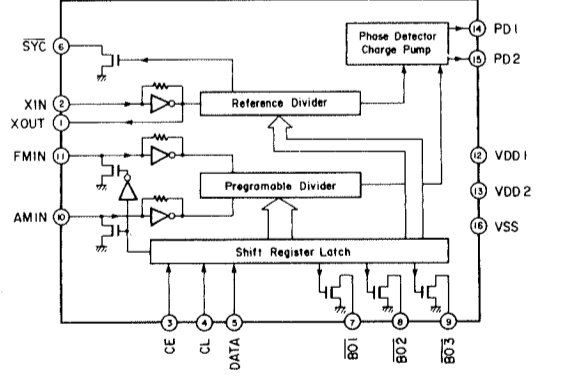 6 SYC
Phase Detector
Charge Pump
14 PD1
15 PD2
2 XIN
1 XOUT
Reference Divider
11 FMIN
12 VDD1
Programable Divider
13 VDD2
10 AMIN
16 VSS
Shift Register Latch
3 4 5 7 8 9
CE CL DATA BO1 BO2 BO3